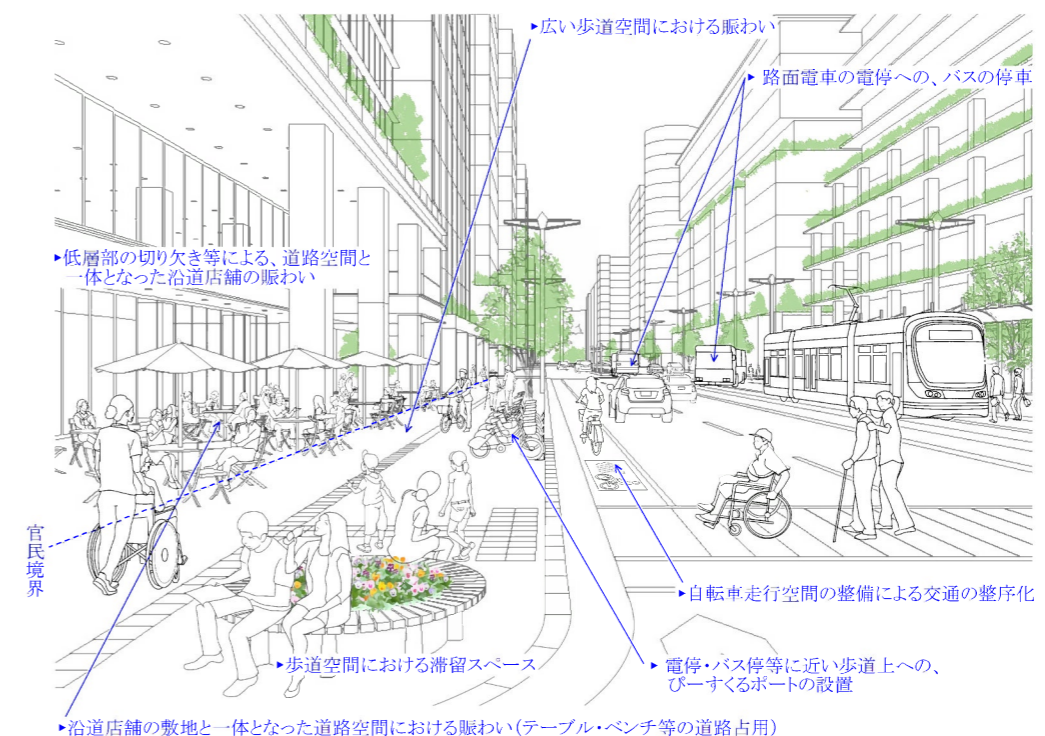 ▸広い歩道空間における賑わい
▸路面電車の電停への、バスの停車
▸低層部の切り欠き等による、道路空間と
一体となった沿道店舗の賑わい
官民境界
▸自転車走行空間の整備による交通の整序化
▸歩道空間における滞留スペース
▸電停・バス停等に近い歩道上への、
ぴーすくるポートの設置
▸沿道店舗の敷地と一体となった道路空間における賑わい(テーブル・ベンチ等の道路占用)